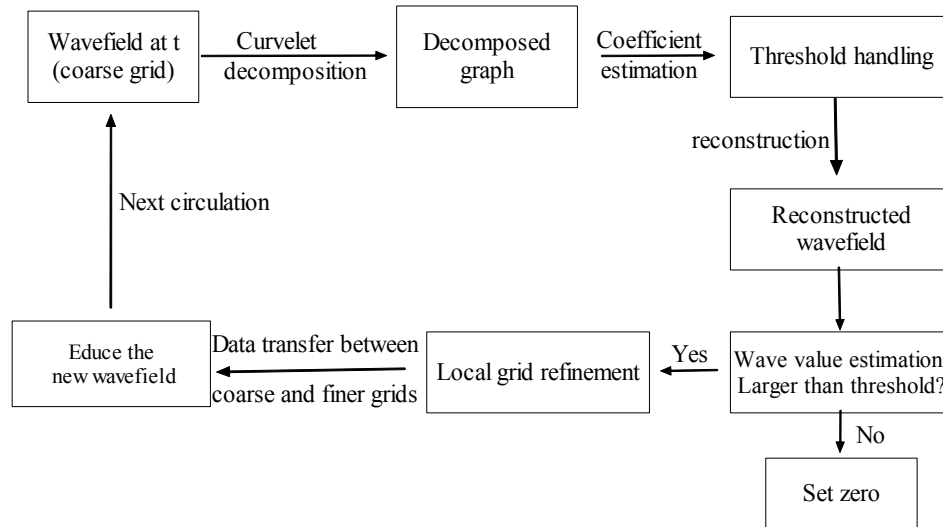 Wavefield at t
(coarse grid)
Curvelet
decomposition
Decomposed
graph
Coefficient
estimation
Threshold handling
reconstruction
Next circulation
Reconstructed
wavefield
Educe the
new wavefield
Data transfer between
coarse and finer grids
Local grid refinement
Yes
Wave value estimation
Larger than threshold?
No
Set zero